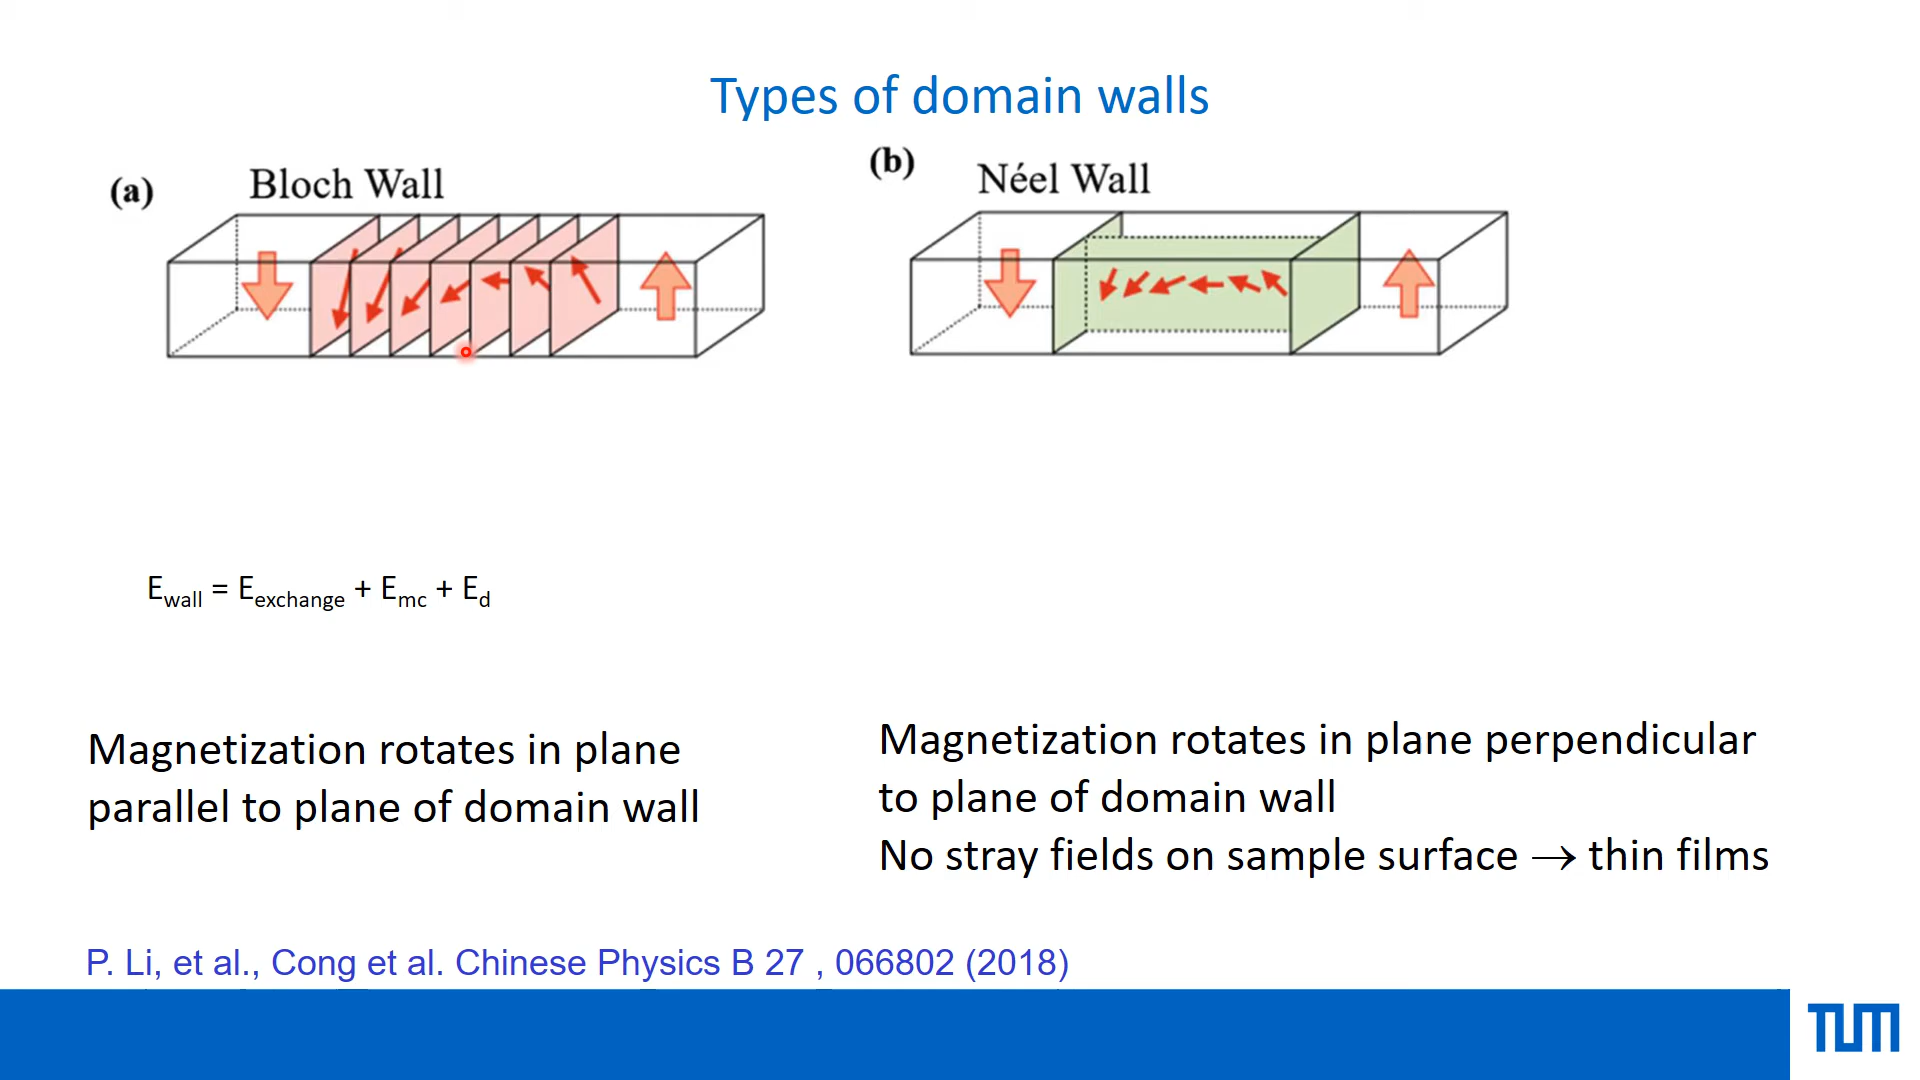 Types of domain walls
(a) Bloch Wall
(b) Néel Wall
E_wall = E_exchange + E_mc + E_d
Magnetization rotates in plane
parallel to plane of domain wall
Magnetization rotates in plane perpendicular
to plane of domain wall
No stray fields on sample surface → thin films
P. Li, et al., Cong et al. Chinese Physics B 27 , 066802 (2018)
TUM